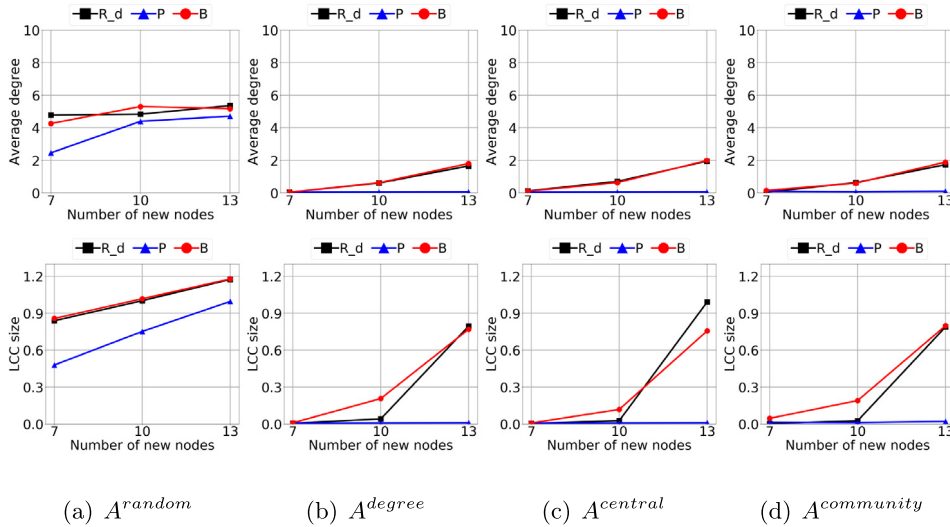 R_d P B R_d P B R_d P B R_d P B
10 10 10 10
8 8 8 8
6 6 6 6
4 4 4 4
2 2 2 2
0 0 0 0
Average degree Average degree Average degree Average degree
7 10 13 7 10 13 7 10 13 7 10 13
Number of new nodes Number of new nodes Number of new nodes Number of new nodes
R_d P B R_d P B R_d P B R_d P B
1.2 1.2 1.2 1.2
0.9 0.9 0.9 0.9
0.6 0.6 0.6 0.6
0.3 0.3 0.3 0.3
0.0 0.0 0.0 0.0
LCC size LCC size LCC size LCC size
7 10 13 7 10 13 7 10 13 7 10 13
Number of new nodes Number of new nodes Number of new nodes Number of new nodes
(a) A^random (b) A^degree (c) A^central (d) A^community